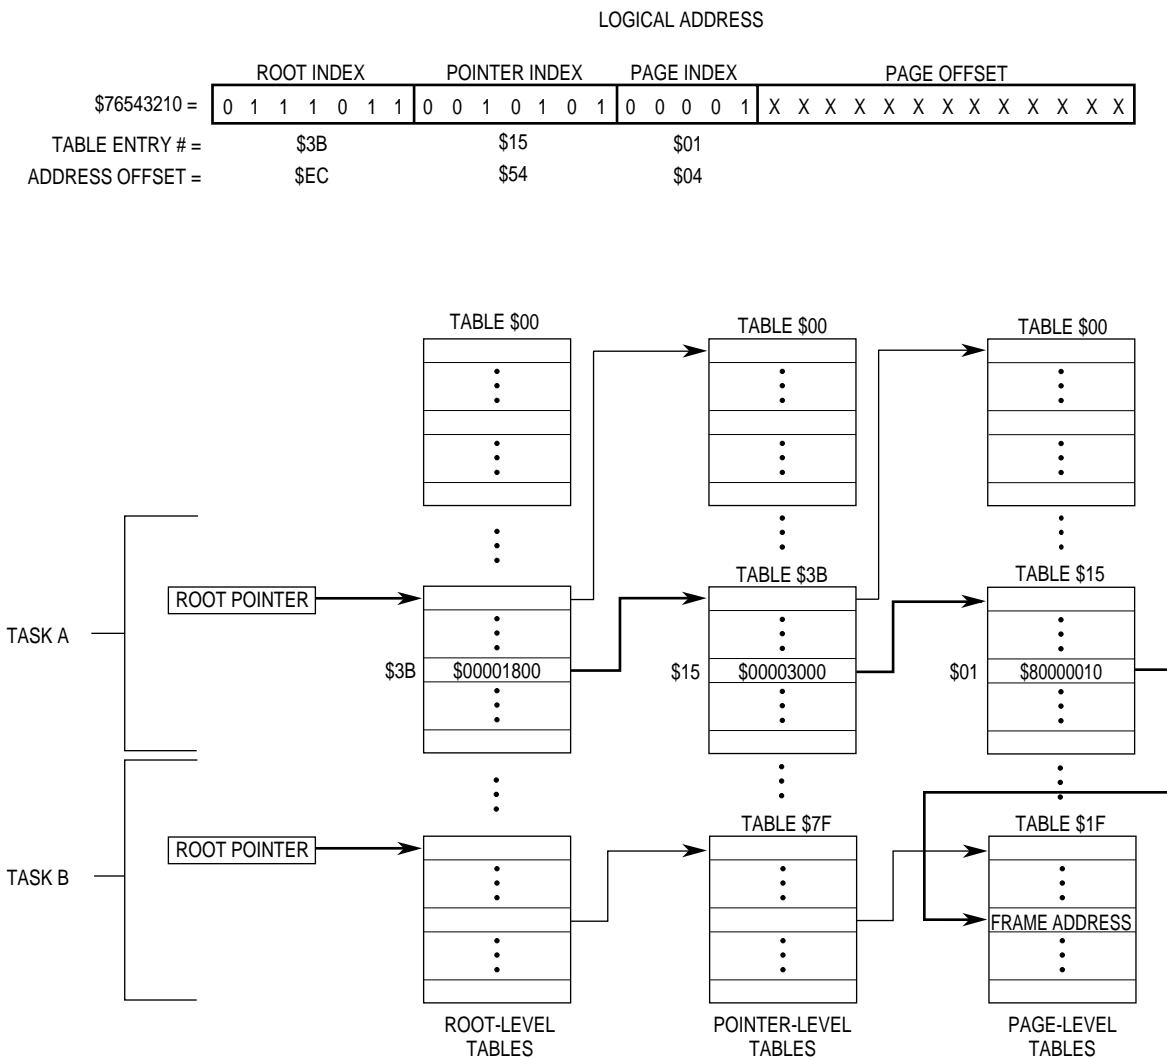 LOGICAL ADDRESS
ROOT INDEX POINTER INDEX PAGE INDEX PAGE OFFSET
$76543210 = 0 1 1 1 0 1 1 0 0 1 0 1 0 1 0 0 0 0 1 X X X X X X X X X X X X X
TABLE ENTRY # = $3B $15 $01
ADDRESS OFFSET = $EC $54 $04
TABLE $00 TABLE $00 TABLE $00
TABLE $3B TABLE $15
ROOT POINTER
TASK A
$3B $00001800 $15 $00003000 $01 $80000010
TABLE $7F TABLE $1F
ROOT POINTER
TASK B
FRAME ADDRESS
ROOT-LEVEL TABLES
POINTER-LEVEL TABLES
PAGE-LEVEL TABLES